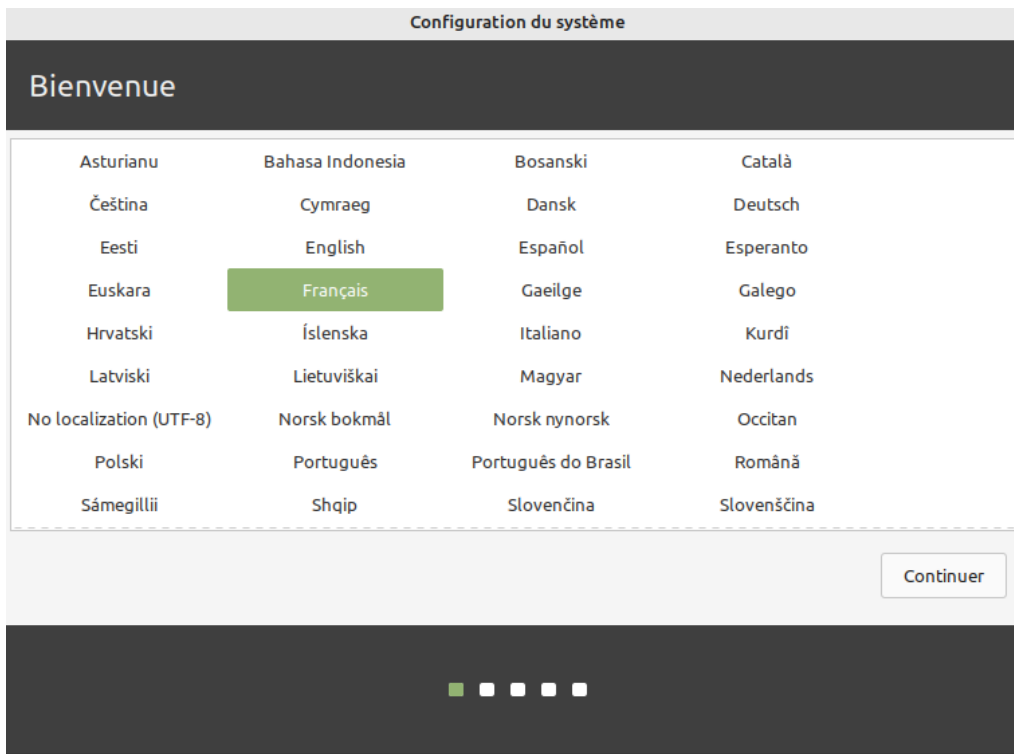 Configuration du système
Bienvenue
Asturianu Bahasa Indonesia Bosanski Català
Čeština Cymraeg Dansk Deutsch
Eesti English Español Esperanto
Euskara Français Gaeilge Galego
Hrvatski Íslenska Italiano Kurdî
Latviski Lietuviškai Magyar Nederlands
No localization (UTF-8) Norsk bokmål Norsk nynorsk Occitan
Polski Português Português do Brasil Română
Sámegillii Shqip Slovenčina Slovenščina
Continuer